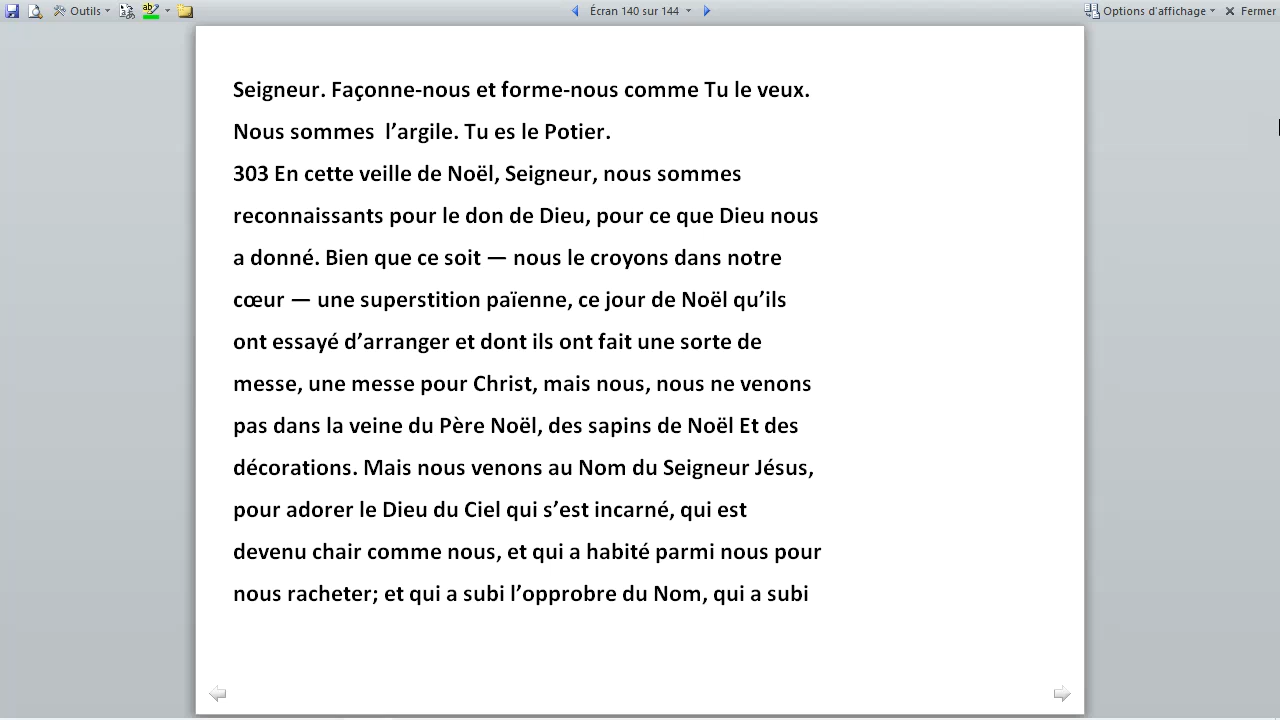 Outils
Écran 140 sur 144
Options d'affichage
Fermer
Seigneur. Façonne-nous et forme-nous comme Tu le veux.
Nous sommes  l’argile. Tu es le Potier.
303 En cette veille de Noël, Seigneur, nous sommes
reconnaissants pour le don de Dieu, pour ce que Dieu nous
a donné. Bien que ce soit — nous le croyons dans notre
cœur — une superstition païenne, ce jour de Noël qu’ils
ont essayé d’arranger et dont ils ont fait une sorte de
messe, une messe pour Christ, mais nous, nous ne venons
pas dans la veine du Père Noël, des sapins de Noël Et des
décorations. Mais nous venons au Nom du Seigneur Jésus,
pour adorer le Dieu du Ciel qui s’est incarné, qui est
devenu chair comme nous, et qui a habité parmi nous pour
nous racheter; et qui a subi l’opprobre du Nom, qui a subi